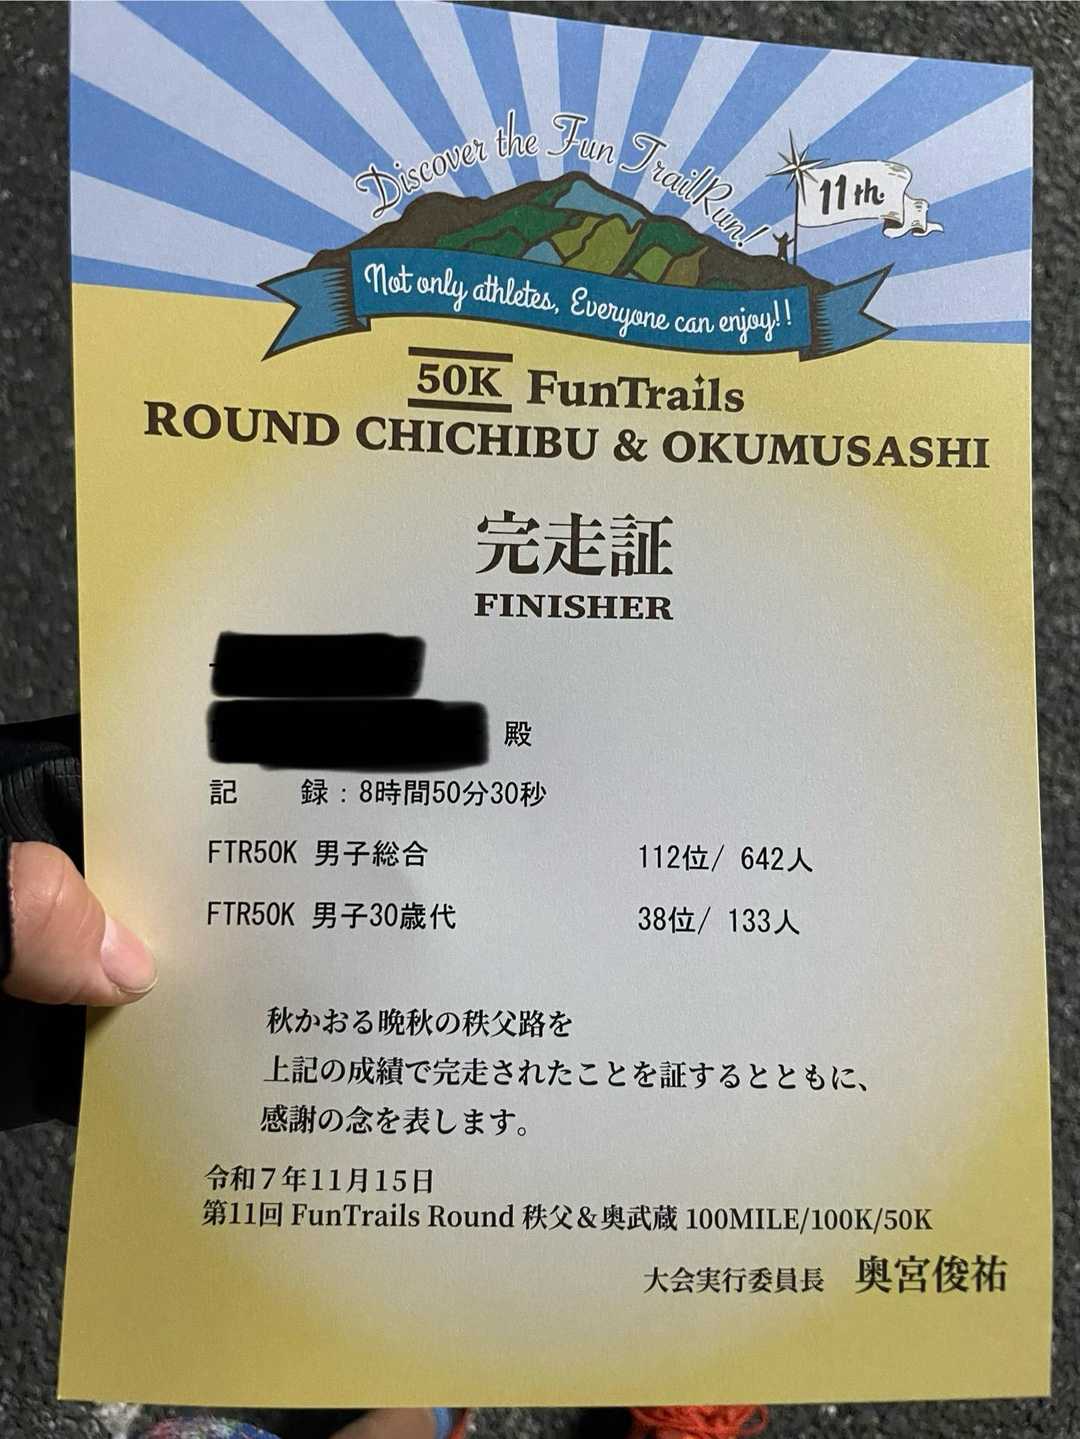 Discover the Fun TrailRun!
11th.
Not only athletes, Everyone can enjoy!!
50K FunTrails
ROUND CHICHIBU & OKUMUSASHI
完走証
FINISHER
殿
記 録：8時間50分30秒
FTR50K 男子総合 112位/ 642人
FTR50K 男子30歳代 38位/ 133人
秋かおる晩秋の秩父路を
上記の成績で完走されたことを証するとともに、
感謝の念を表します。
令和７年11月15日
第11回 FunTrails Round 秩父＆奥武蔵 100MILE/100K/50K
大会実行委員長 奥宮俊祐